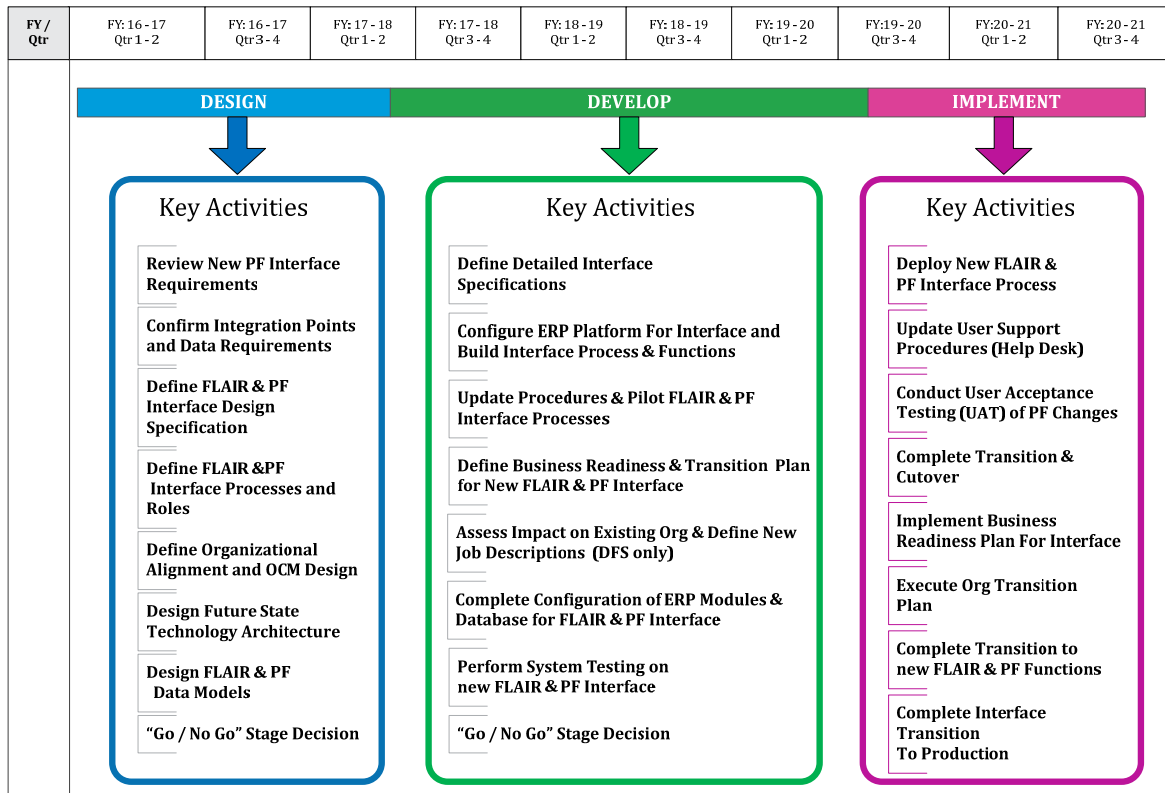 FY /
Qtr
FY: 16 - 17
Qtr 1 - 2
FY: 16-17
Qtr 3 - 4
FY: 17 - 18
Qtr 1 - 2
FY: 17-18
Qtr 3 - 4
FY: 18-19
Qtr 1 - 2
FY: 18-19
Qtr 3 - 4
FY: 19-20
Qtr 1 - 2
FY:19-20
Qtr 3 - 4
FY:20-21
Qtr 1 - 2
FY: 20 - 21
Qtr 3 - 4
DESIGN
DEVELOP
IMPLEMENT
Key Activities
Review New PF Interface
Requirements
Confirm Integration Points
and Data Requirements
Define FLAIR & PF
Interface Design
Specification
Define FLAIR &PF
Interface Processes and
Roles
Define Organizational
Alignment and OCM Design
Design Future State
Technology Architecture
Design FLAIR & PF
Data Models
“Go / No Go” Stage Decision
Key Activities
Define Detailed Interface
Specifications
Configure ERP Platform For Interface and
Build Interface Process & Functions
Update Procedures & Pilot FLAIR & PF
Interface Processes
Define Business Readiness & Transition Plan
for New FLAIR & PF Interface
Assess Impact on Existing Org & Define New
Job Descriptions (DFS only)
Complete Configuration of ERP Modules &
Database for FLAIR & PF Interface
Perform System Testing on
new FLAIR & PF Interface
“Go / No Go” Stage Decision
Key Activities
Deploy New FLAIR &
PF Interface Process
Update User Support
Procedures (Help Desk)
Conduct User Acceptance
Testing (UAT) of PF Changes
Complete Transition &
Cutover
Implement Business
Readiness Plan For Interface
Execute Org Transition
Plan
Complete Transition to
new FLAIR & PF Functions
Complete Interface
Transition
To Production